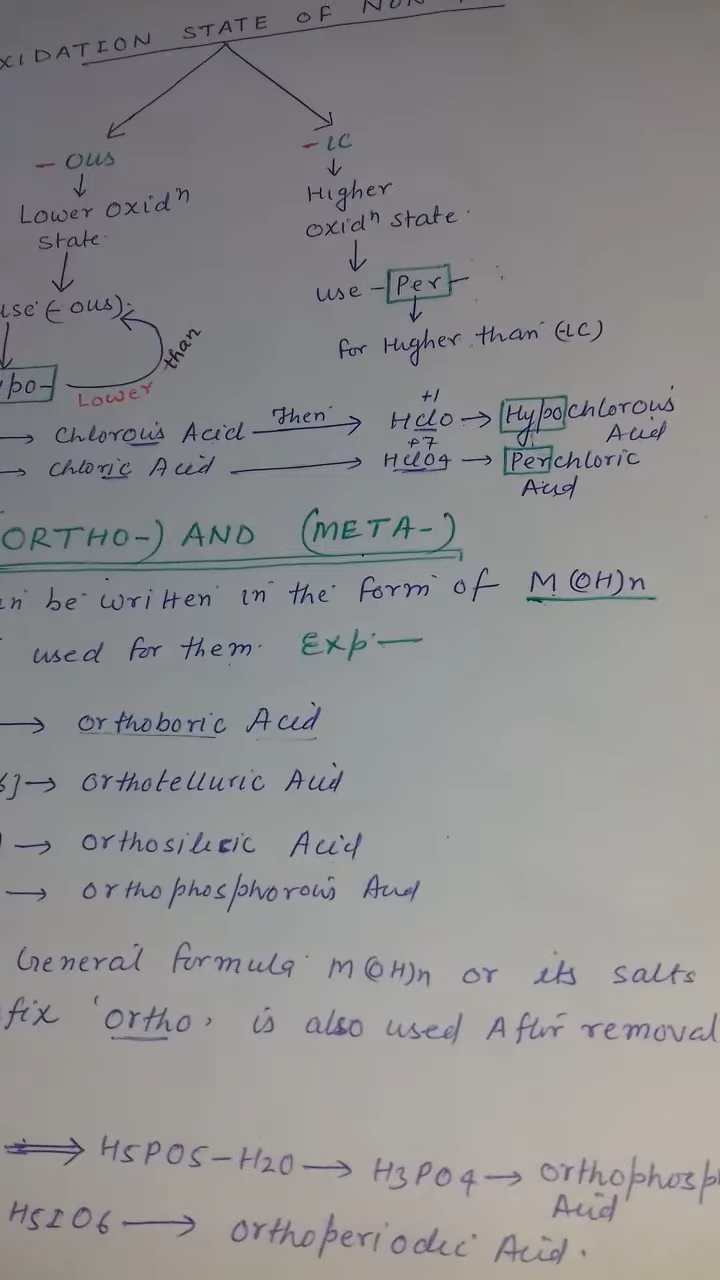 XIDATION STATE OF NON
- OUS
- IC
Lower oxidⁿ state.
Higher oxidⁿ state.
use (-ous).
use - Per -
for Higher than (-IC)
po-
Lower than
+1
→ Chlorous Acid Then → HClO → Hypochlorous Acid
+7
→ Chloric Acid → HClO4 → Perchloric Acid
(ORTHO-) AND (META-)
n be written in the form of M(OH)n
used for them. Exp:-
→ orthoboric Acid
6] → orthotelluric Acid
) → orthosilicic Acid
→ orthophosphorous Acid
General formula M(OH)n or its salts
fix 'ortho, is also used After removal
⇒ H5PO5-H2O → H3PO4 → orthophosp
Acid
H5IO6 → orthoperiodic Acid.